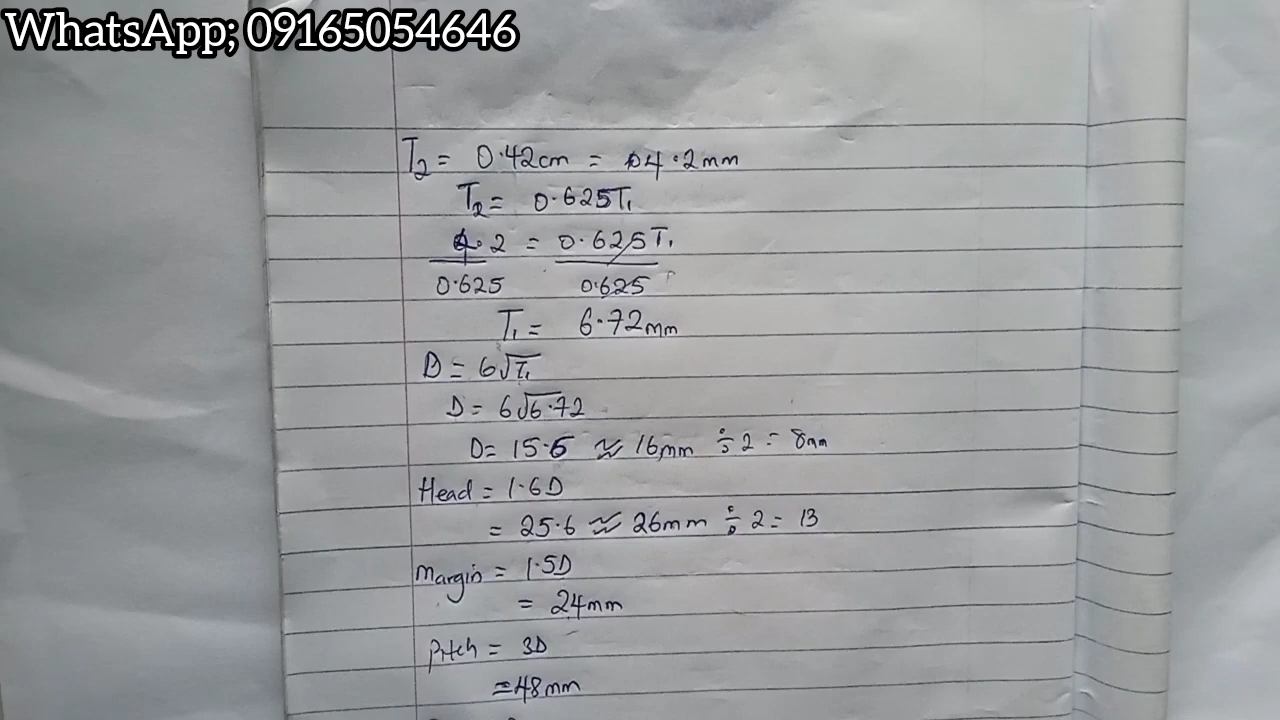 WhatsApp; 09165054646
T₂ = 0.42cm = 4.2mm
T₂ = 0.625T₁
4.2 = 0.625T₁
0.625 0.625
T₁ = 6.72mm
D = 6√T₁
D = 6√6.72
D = 15.5 ≈ 16mm ÷ 2 = 8mm
Head = 1.6D
= 25.6 ≈ 26mm ÷ 2 = 13
Margin = 1.5D
= 24mm
Pitch = 3D
= 48mm